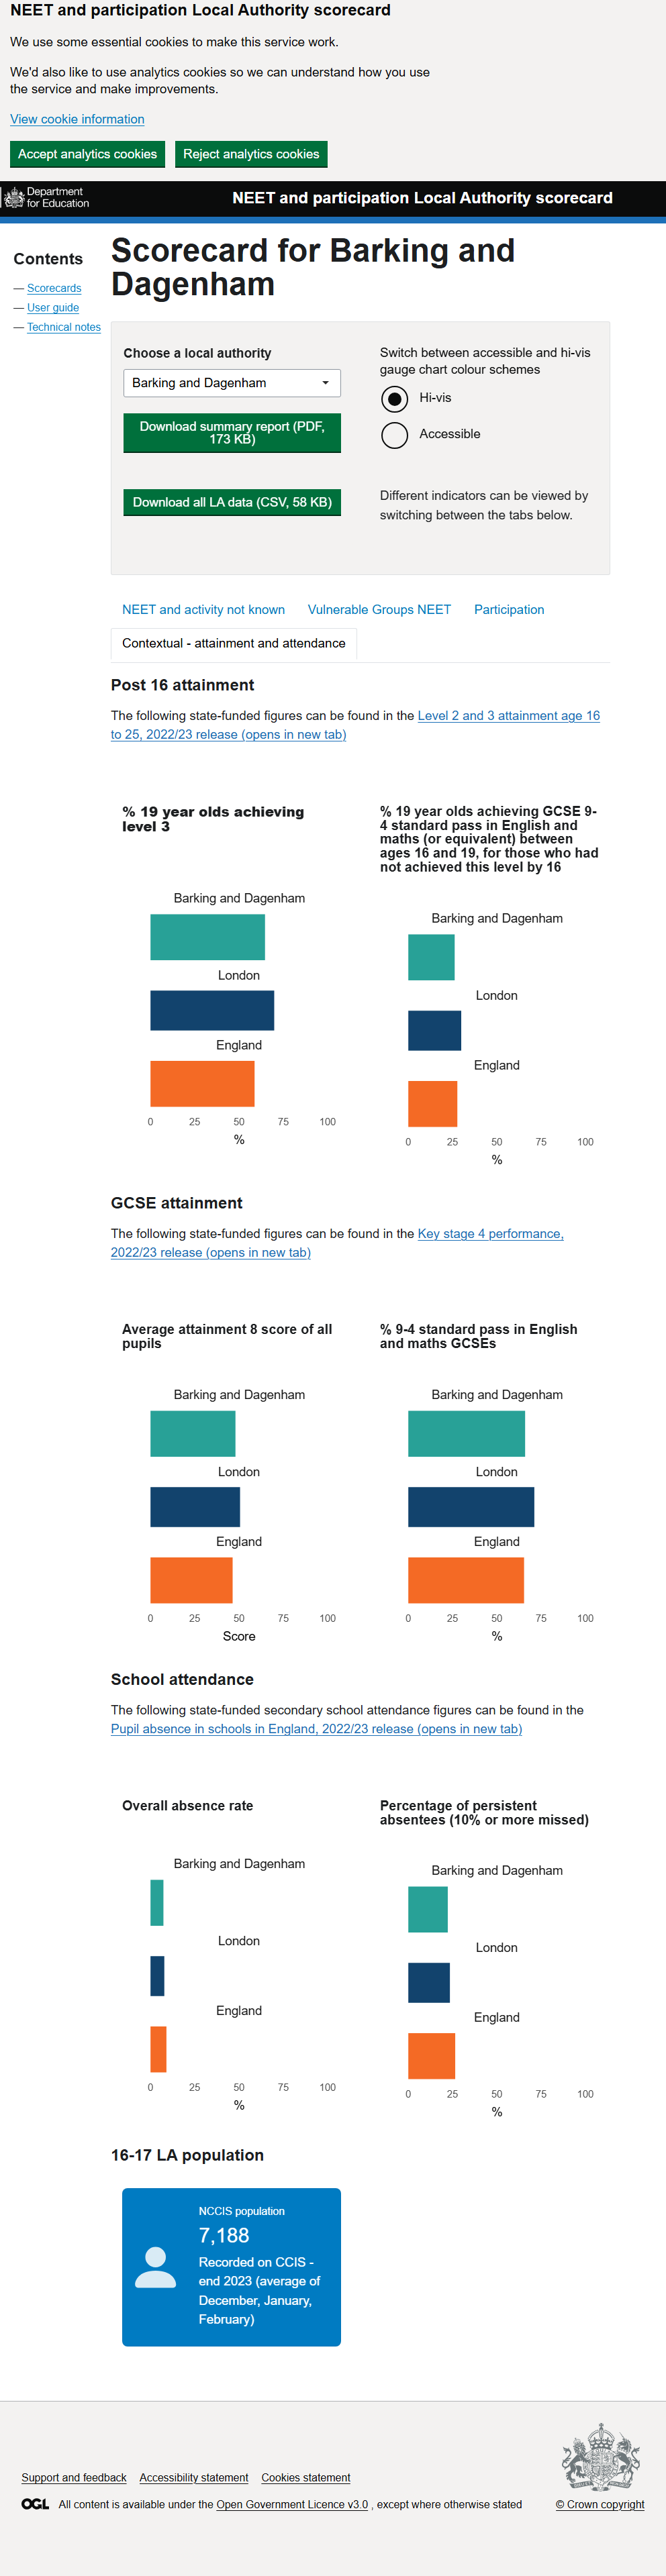 NEET and participation Local Authority scorecard
We use some essential cookies to make this service work.
We'd also like to use analytics cookies so we can understand how you use
the service and make improvements.
View cookie information
Accept analytics cookies
Reject analytics cookies
Department
for Education
NEET and participation Local Authority scorecard
Contents
— Scorecards
— User guide
— Technical notes
Scorecard for Barking and
Dagenham
Choose a local authority
Barking and Dagenham
Download summary report (PDF,
173 KB)
Download all LA data (CSV, 58 KB)
Switch between accessible and hi-vis
gauge chart colour schemes
Hi-vis
Accessible
Different indicators can be viewed by
switching between the tabs below.
NEET and activity not known
Vulnerable Groups NEET
Participation
Contextual - attainment and attendance
Post 16 attainment
The following state-funded figures can be found in the Level 2 and 3 attainment age 16
to 25, 2022/23 release (opens in new tab)
% 19 year olds achieving
level 3
Barking and Dagenham
London
England
0 25 50 75 100
%
% 19 year olds achieving GCSE 9-
4 standard pass in English and
maths (or equivalent) between
ages 16 and 19, for those who had
not achieved this level by 16
Barking and Dagenham
London
England
0 25 50 75 100
%
GCSE attainment
The following state-funded figures can be found in the Key stage 4 performance,
2022/23 release (opens in new tab)
Average attainment 8 score of all
pupils
Barking and Dagenham
London
England
0 25 50 75 100
Score
% 9-4 standard pass in English
and maths GCSEs
Barking and Dagenham
London
England
0 25 50 75 100
%
School attendance
The following state-funded secondary school attendance figures can be found in the
Pupil absence in schools in England, 2022/23 release (opens in new tab)
Overall absence rate
Barking and Dagenham
London
England
0 25 50 75 100
%
Percentage of persistent
absentees (10% or more missed)
Barking and Dagenham
London
England
0 25 50 75 100
%
16-17 LA population
NCCIS population
7,188
Recorded on CCIS -
end 2023 (average of
December, January,
February)
Support and feedback
Accessibility statement
Cookies statement
OGL All content is available under the Open Government Licence v3.0 , except where otherwise stated
© Crown copyright